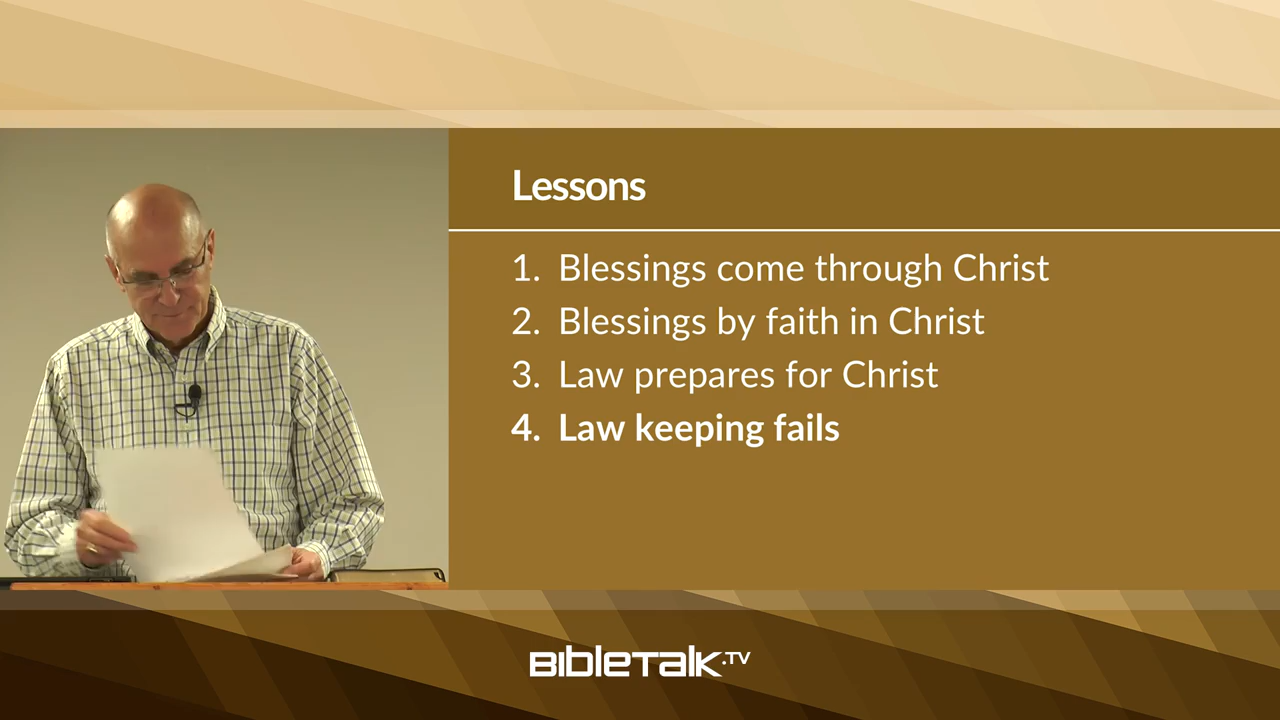 Lessons
1. Blessings come through Christ
2. Blessings by faith in Christ
3. Law prepares for Christ
4. Law keeping fails
BIBLETALK.TV